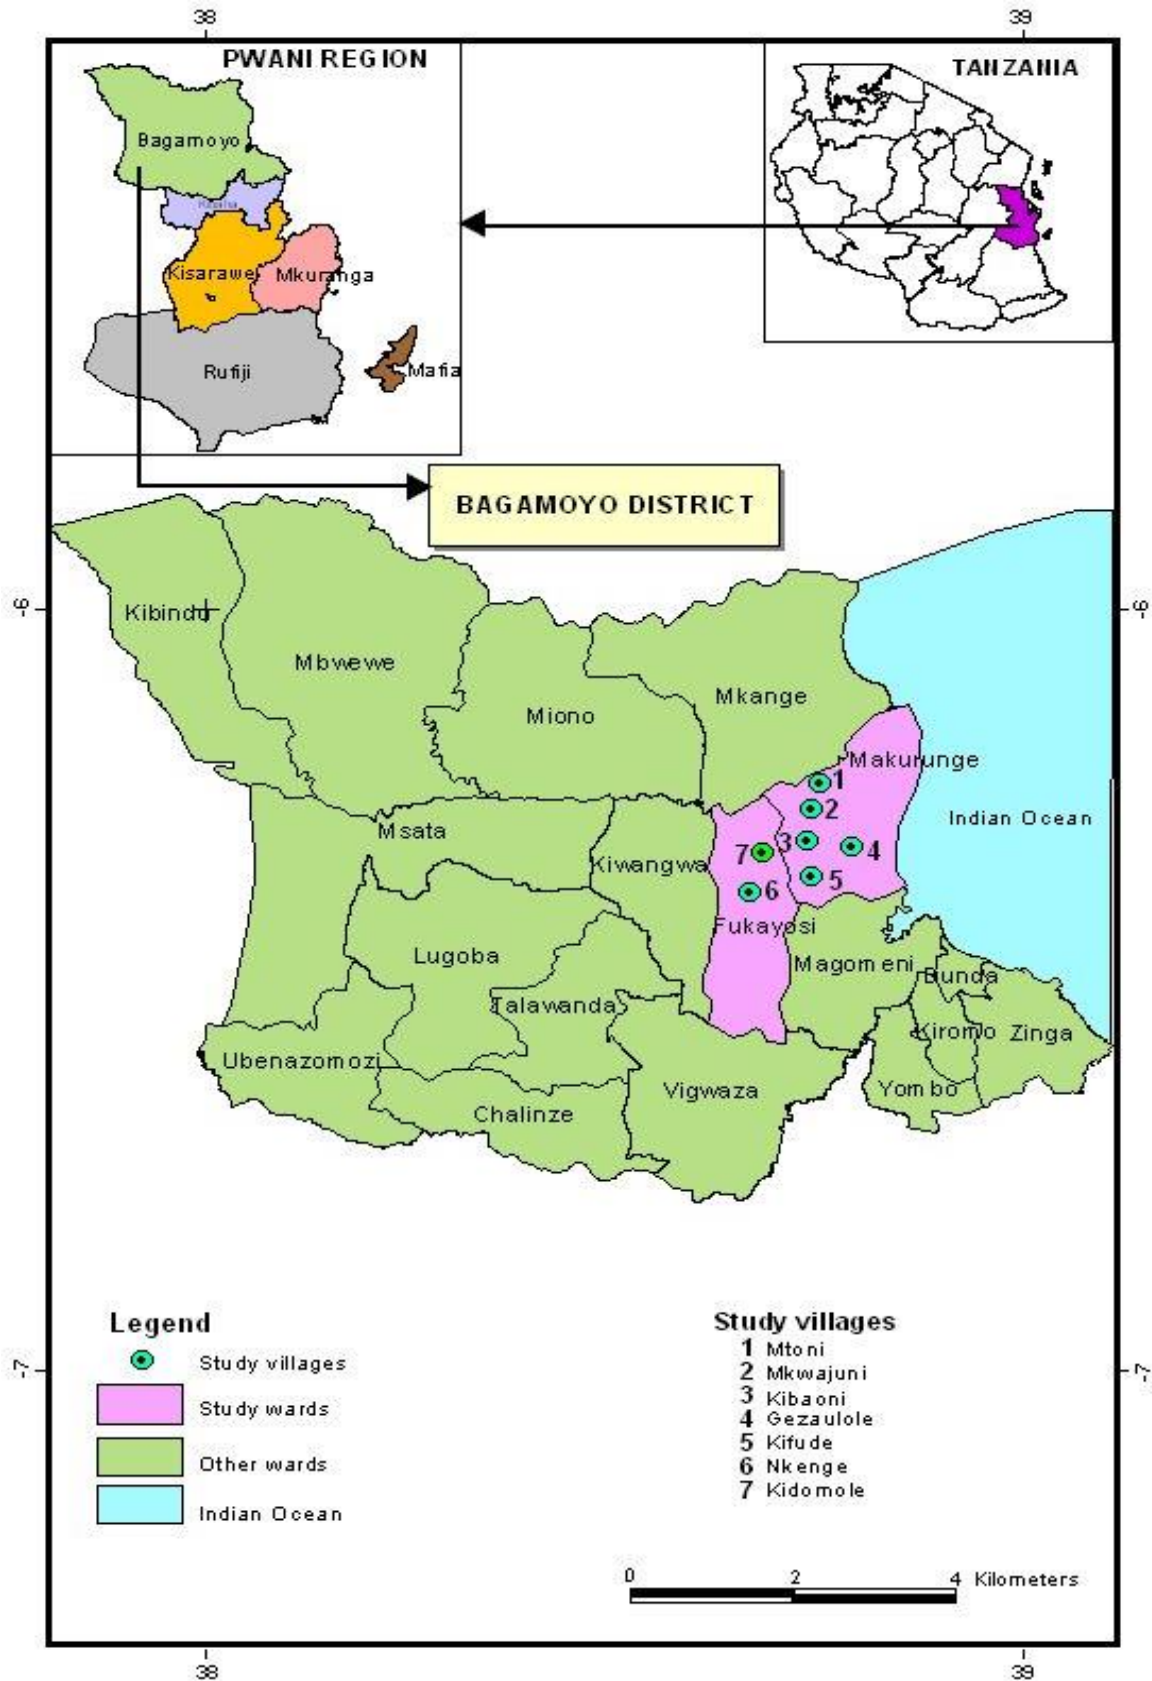 38 39
PWANI REGION
TANZANIA
Bagamoyo
Kisarawe
Mkuranga
Rufiji
Mafia
BAGAMOYO DISTRICT
-6 -6
Kibindu
Mbwewe
Miono
Mkange
Makurunge
1
2
Indian Ocean
Msata
3
4
7
Kiwangwa
5
6
Fukayosi
Lugoba
Magomeni
Dunda
Talawanda
Kiromo
Zinga
Ubenazomozi
Vigwaza
Yombo
Chalinze
Legend
Study villages
Study wards
Other wards
Indian Ocean
Study villages
1 Mtoni
2 Mkwajuni
3 Kibaoni
4 Gezaulole
5 Kifude
6 Nkenge
7 Kidomole
-7 -7
0 2 4 Kilometers
38 39